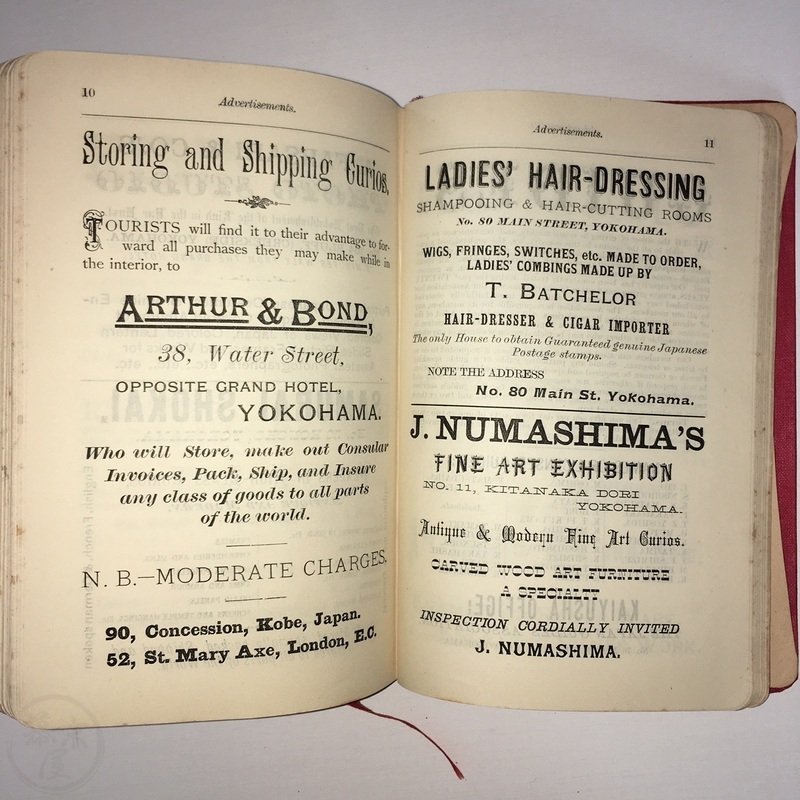 10
Advertisements.
Storing and Shipping Curios.
TOURISTS will find it to their advantage to for-
ward all purchases they may make while in
the interior, to
ARTHUR & BOND,
38, Water Street,
OPPOSITE GRAND HOTEL,
YOKOHAMA.
Who will Store, make out Consular
Invoices, Pack, Ship, and Insure
any class of goods to all parts
of the world.
N. B.—MODERATE CHARGES.
90, Concession, Kobe, Japan.
52, St. Mary Axe, London, E.C.
Advertisements.
11
LADIES' HAIR-DRESSING
SHAMPOOING & HAIR-CUTTING ROOMS
No. 80 MAIN STREET, YOKOHAMA.
WIGS, FRINGES, SWITCHES, etc. MADE TO ORDER,
LADIES' COMBINGS MADE UP BY
T. BATCHELOR
HAIR-DRESSER & CIGAR IMPORTER
The only House to obtain Guaranteed genuine Japanese
Postage stamps.
NOTE THE ADDRESS
No. 80 Main St. Yokohama.
J. NUMASHIMA'S
FINE ART EXHIBITION
NO. 11, KITANAKA DORI
YOKOHAMA.
Antique & Modern Fine Art Curios.
CARVED WOOD ART FURNITURE
A SPECIALTY
INSPECTION CORDIALLY INVITED
J. NUMASHIMA.